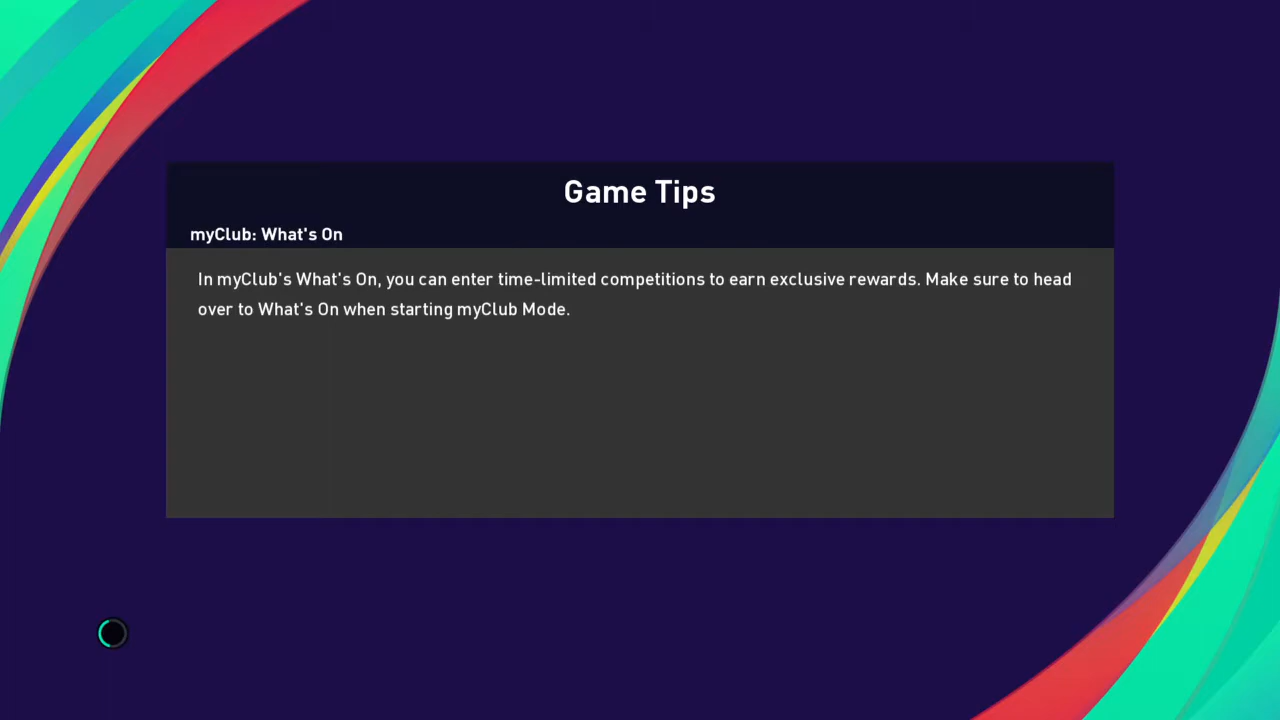 Game Tips
myClub: What's On
In myClub's What's On, you can enter time-limited competitions to earn exclusive rewards. Make sure to head
over to What's On when starting myClub Mode.